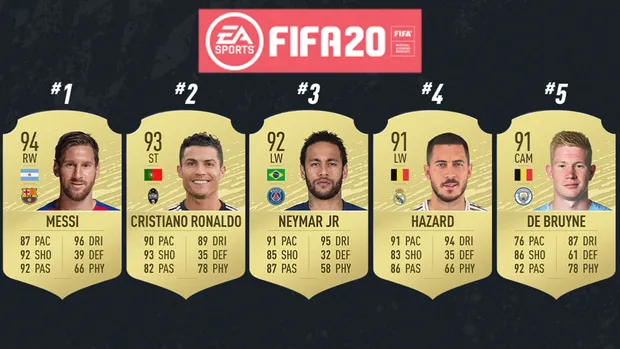 EA
SPORTS
FIFA20
FIFA
#1
#2
#3
#4
#5
94
RW
MESSI
87 PAC 96 DRI
92 SHO 39 DEF
92 PAS 66 PHY
93
ST
CRISTIANO RONALDO
90 PAC 89 DRI
93 SHO 35 DEF
82 PAS 78 PHY
92
LW
NEYMAR JR
91 PAC 95 DRI
85 SHO 32 DEF
87 PAS 58 PHY
91
LW
HAZARD
91 PAC 94 DRI
83 SHO 35 DEF
86 PAS 66 PHY
91
CAM
DE BRUYNE
76 PAC 87 DRI
86 SHO 61 DEF
92 PAS 78 PHY